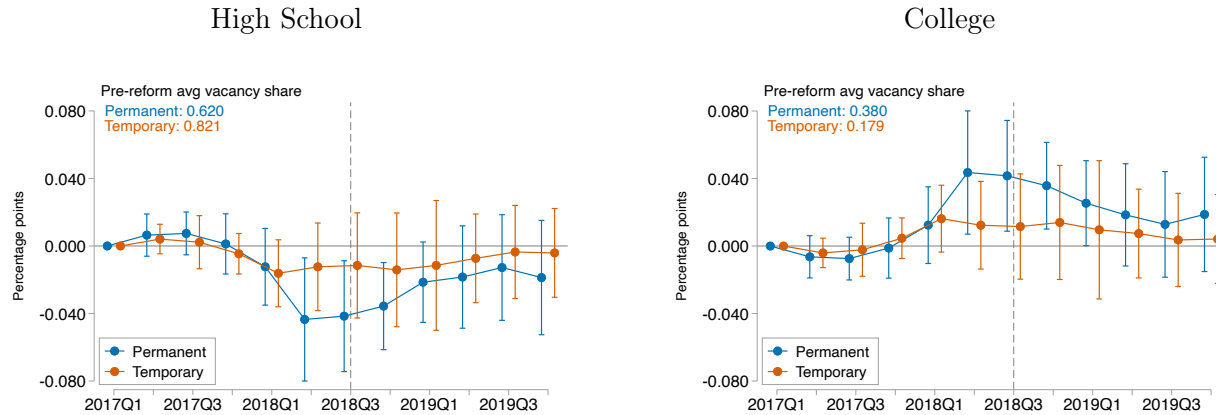 High School
Pre-reform avg vacancy share
Permanent: 0.620
Temporary: 0.821
0.080
0.040
0.000
-0.040
-0.080
Percentage points
Permanent
Temporary
2017Q1 2017Q3 2018Q1 2018Q3 2019Q1 2019Q3
College
Pre-reform avg vacancy share
Permanent: 0.380
Temporary: 0.179
0.080
0.040
0.000
-0.040
-0.080
Percentage points
Permanent
Temporary
2017Q1 2017Q3 2018Q1 2018Q3 2019Q1 2019Q3